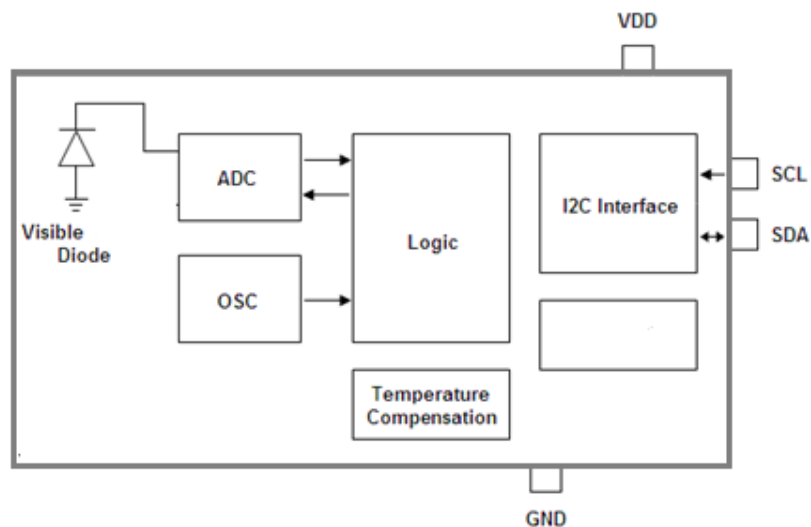 VDD
ADC
Logic
I2C Interface
SCL
SDA
Visible
Diode
OSC
Temperature
Compensation
GND